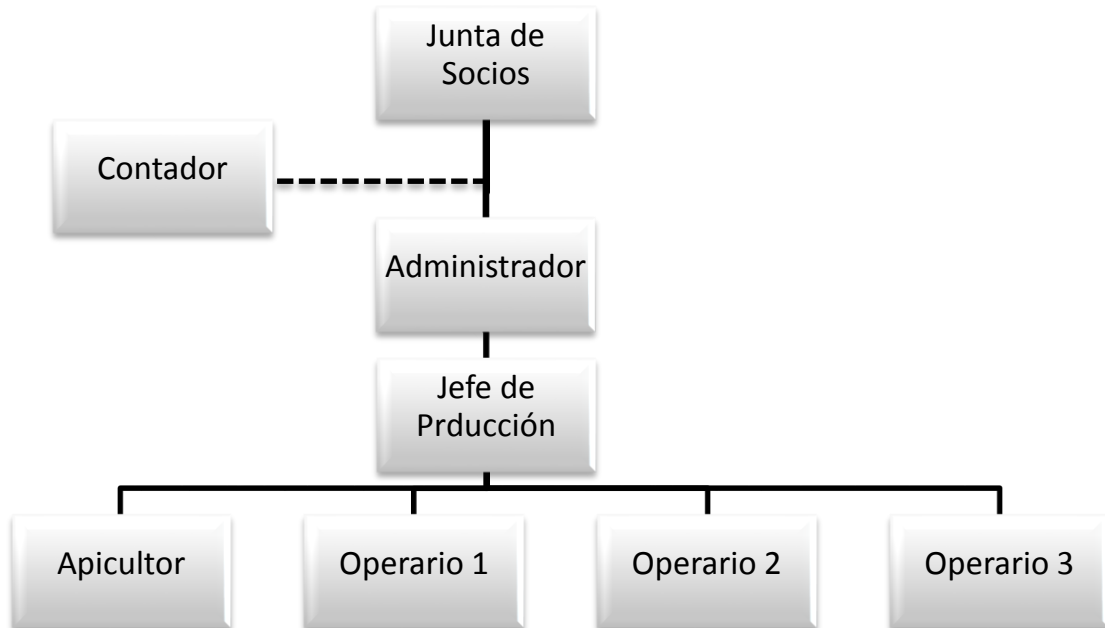 Junta de
Socios
Contador
Administrador
Jefe de
Prducción
Apicultor
Operario 1
Operario 2
Operario 3